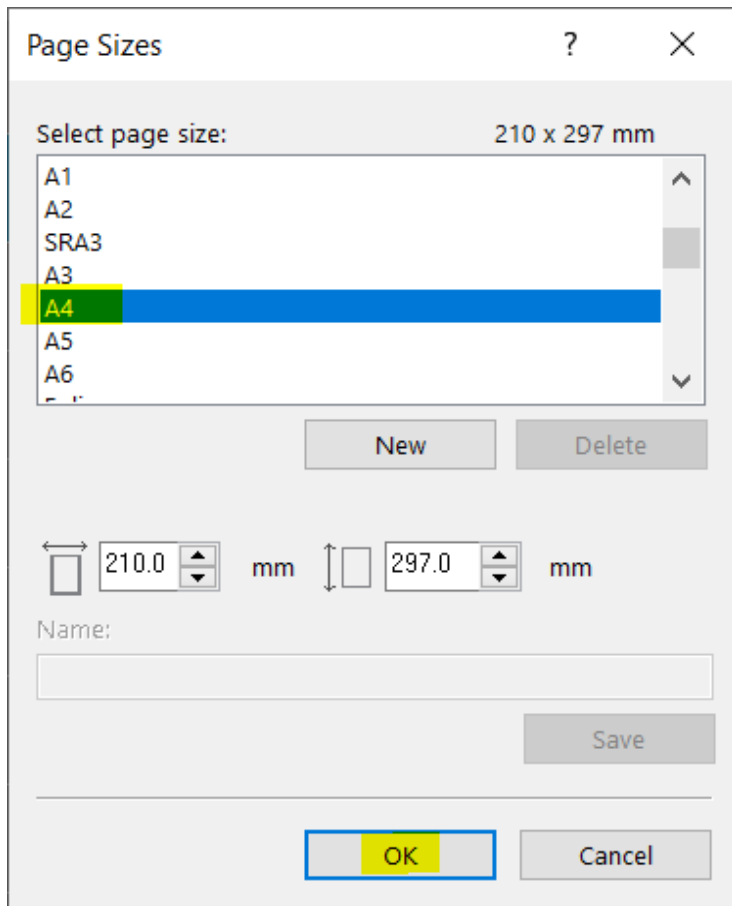 Page Sizes ?
Select page size: 210 x 297 mm
A1
A2
SRA3
A3
A4
A5
A6
New Delete
210.0 mm 297.0 mm
Name:
Save
OK Cancel